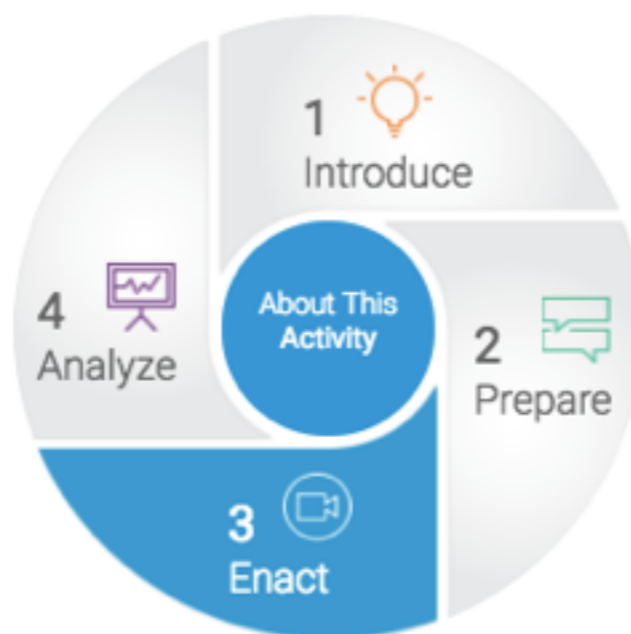 1
Introduce
About This
Activity
2
Prepare
3
Enact
4
Analyze